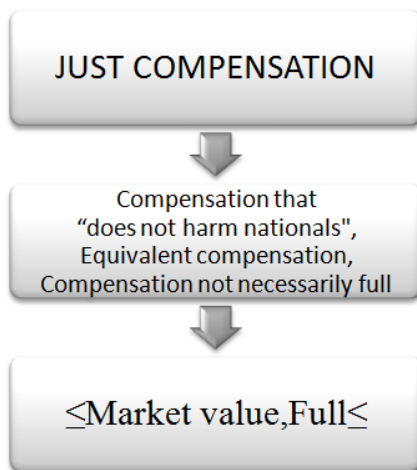 JUST COMPENSATION
Compensation that
“does not harm nationals",
Equivalent compensation,
Compensation not necessarily full
≤Market value,Full≤